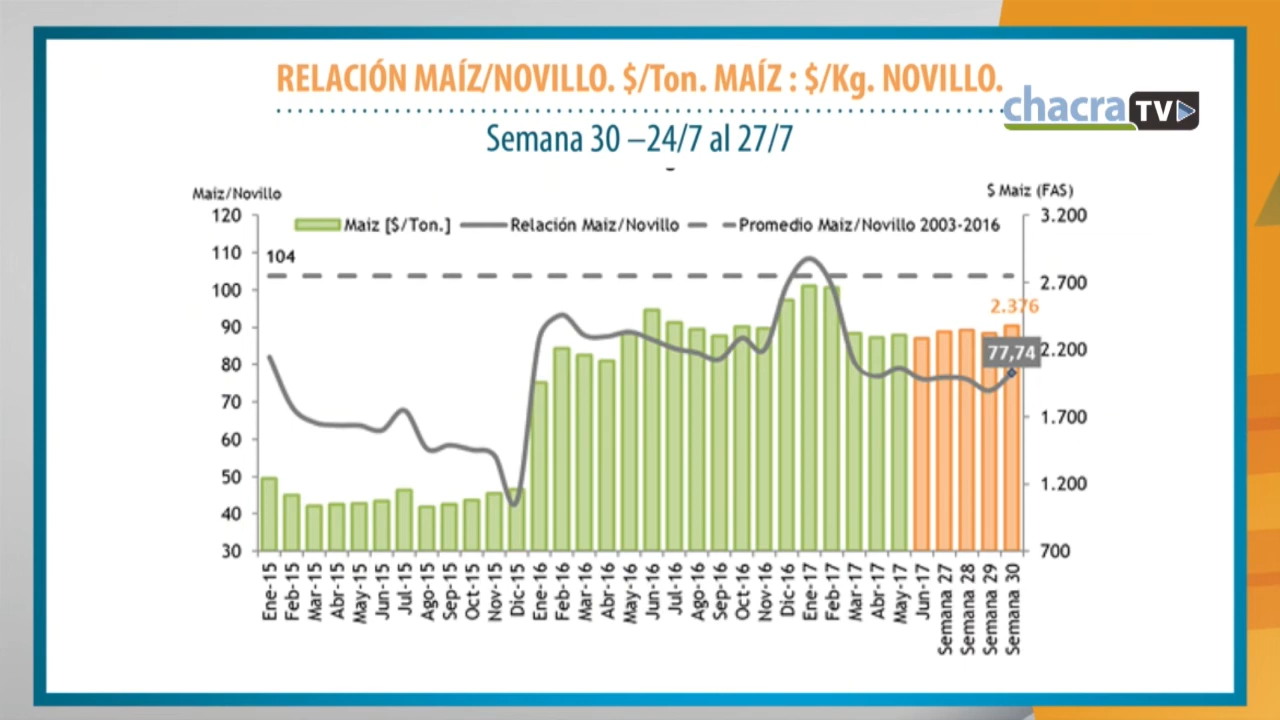 RELACIÓN MAÍZ/NOVILLO. $/Ton. MAÍZ : $/Kg. NOVILLO.
chacra TV
Semana 30 –24/7 al 27/7
Maiz/Novillo
$ Maiz (FAS)
Maiz [$/Ton.]
Relación Maiz/Novillo
Promedio Maiz/Novillo 2003-2016
120
110
100
90
80
70
60
50
40
30
104
3.200
2.700
2.200
1.700
1.200
700
2.376
77,74
Ene-15
Feb-15
Mar-15
Abr-15
May-15
Jun-15
Jul-15
Ago-15
Sep-15
Oct-15
Nov-15
Dic-15
Ene-16
Feb-16
Mar-16
Abr-16
May-16
Jun-16
Jul-16
Ago-16
Sep-16
Oct-16
Nov-16
Dic-16
Ene-17
Feb-17
Mar-17
Abr-17
May-17
Jun-17
Semana 27
Semana 28
Semana 29
Semana 30